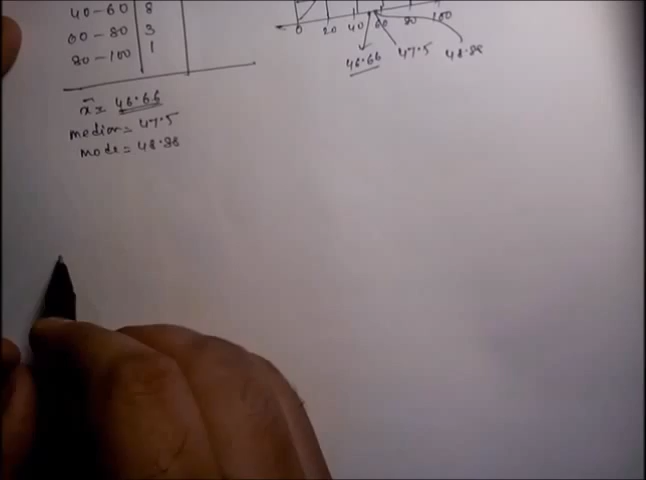 40-60 8
60-80 3
80-100 1
x̄ = 46.66
median = 47.5
mode = 48.88
0 20 40 60 80 100
46.66 47.5 48.88